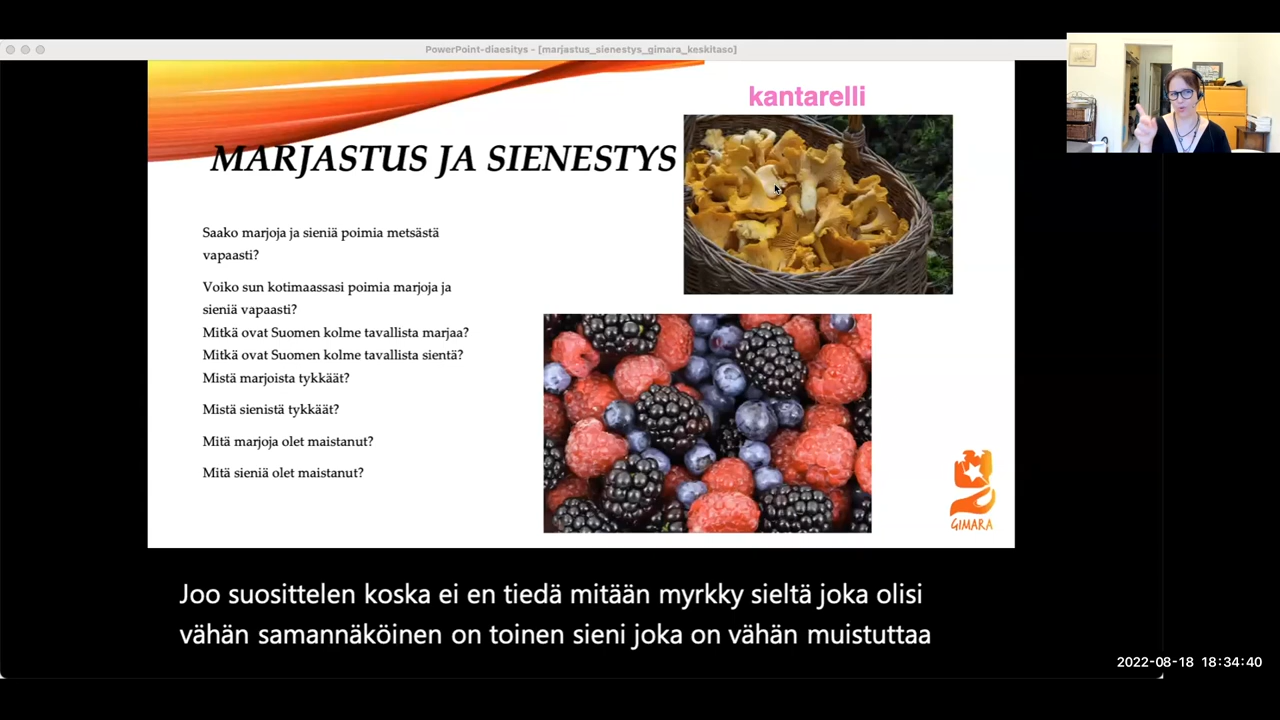 PowerPoint-diaesitys - [marjastus_sienestys_gimara_keskitaso]
kantarelli
MARJASTUS JA SIENESTYS
Saako marjoja ja sieniä poimia metsästä
vapaasti?
Voiko sun kotimaassasi poimia marjoja ja
sieniä vapaasti?
Mitkä ovat Suomen kolme tavallista marjaa?
Mitkä ovat Suomen kolme tavallista sientä?
Mistä marjoista tykkäät?
Mistä sienistä tykkäät?
Mitä marjoja olet maistanut?
Mitä sieniä olet maistanut?
GIMARA
Joo suosittelen koska ei en tiedä mitään myrkky sieltä joka olisi
vähän samannäköinen on toinen sieni joka on vähän muistuttaa
2022-08-18 18:34:40